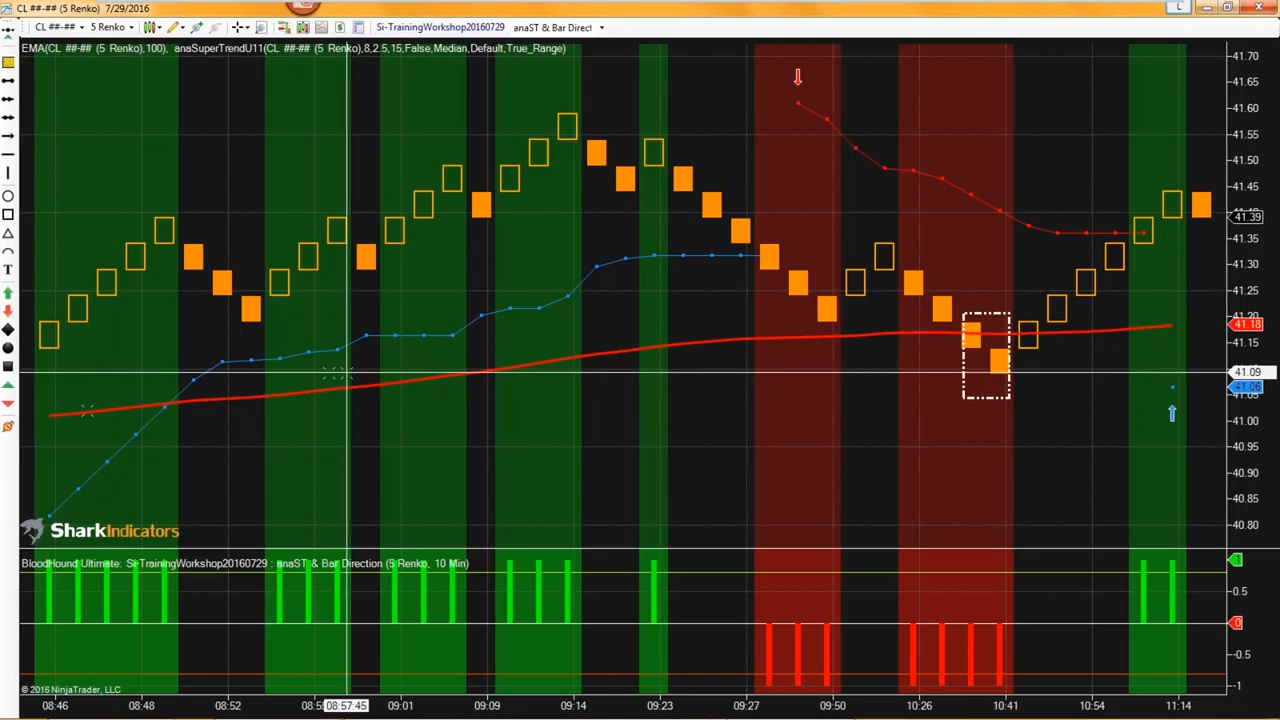 CL ##-## (5 Renko) 7/29/2016
CL ##-## 5 Renko Si-TrainingWorkshop20160729 anaST & Bar Direct
EMA(CL ##-## (5 Renko),100), anaSuperTrendU11(CL ##-## (5 Renko),8,2.5,15,False,Median,Default,True_Range)
T
L
41.70
41.65
41.60
41.55
41.50
41.45
41.39
41.35
41.30
41.25
41.20
41.18
41.15
41.09
41.06
41.05
41.00
40.95
40.90
40.85
40.80
SharkIndicators
BloodHound Ultimate: Si-TrainingWorkshop20160729 : anaST & Bar Direction (5 Renko, 10 Min)
1
0.5
0
-0.5
-1
© 2016 NinjaTrader, LLC
08:46 08:48 08:52 08:57:45 09:01 09:09 09:14 09:23 09:27 09:50 10:26 10:41 10:54 11:14